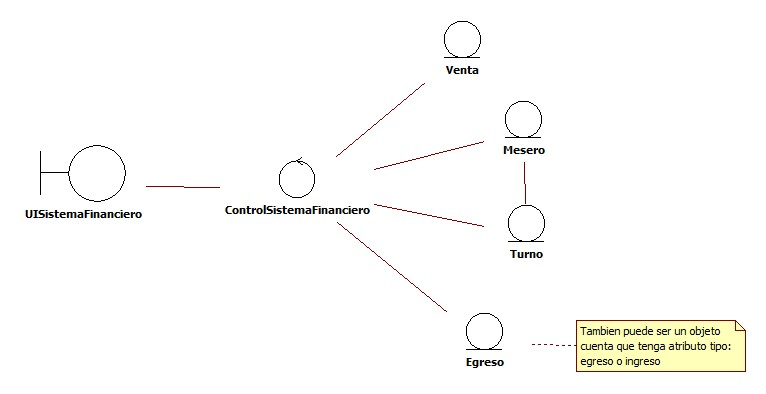 Venta
Mesero
UISistemaFinanciero
ControlSistemaFinanciero
Turno
Egreso
Tambien puede ser un objeto
cuenta que tenga atributo tipo:
egreso o ingreso